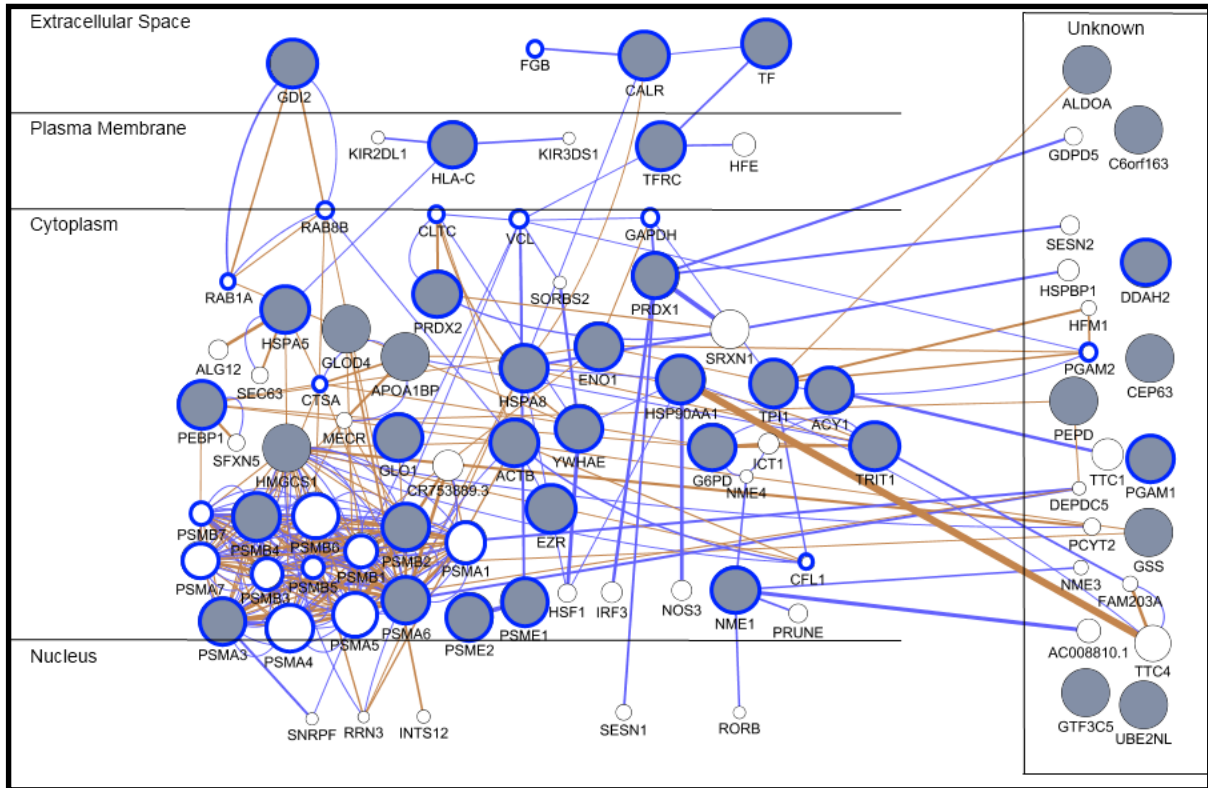 Extracellular Space
Unknown
FGB
GDI2
CALR
TF
ALDOA
Plasma Membrane
KIR2DL1
HLA-C
KIR3DS1
TFRC
HFE
GDPD5
C6orf163
Cytoplasm
RAB8B
CLTC
VCL
GAPDH
SESN2
RAB1A
PRDX2
SORBS2
PRDX1
HSPBP1
DDAH2
HSPA5
GLOD4
SRXN1
HFM1
ALG12
SEC63
APOA1BP
ENO1
PGAM2
CTSA
HSPA8
HSP90AA1
TPI1
ACY1
CEP63
PEBP1
MECR
PEPD
SFXN5
GLO1
ACTB
YWHAE
G6PD
ICT1
TRIT1
TTC1
HMGCS1
CR753889.3
NME4
DEPDC5
PGAM1
PSMB7
PSMB4
PSMB6
PSMB2
EZR
PCYT2
GSS
PSMA7
PSMB3
PSMB5
PSMB1
PSMA1
CFL1
NME3
FAM203A
PSMA3
PSMA4
PSMA5
PSMA6
PSME2
PSME1
HSF1
IRF3
NOS3
NME1
PRUNE
AC008810.1
TTC4
Nucleus
SNRPF
RRN3
INTS12
SESN1
RORB
GTF3C5
UBE2NL